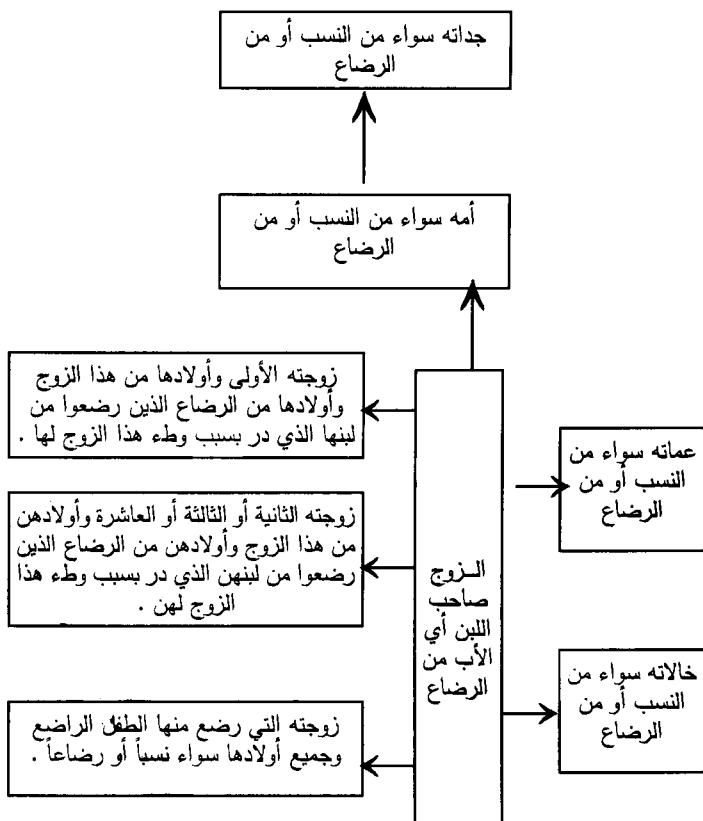 جداته سواء من النسب أو من
الرضاع
أمه سواء من النسب أو من
الرضاع
زوجته الأولى وأولادها من هذا الزوج
وأولادها من الرضاع الذين رضعوا من
لبنها الذي در بسبب وطء هذا الزوج لها .
عماته سواء من
النسب أو من
الرضاع
زوجته الثانية أو الثالثة أو العاشرة وأولادهن
من هذا الزوج وأولادهن من الرضاع الذين
رضعوا من لبنهن الذي در بسبب وطء هذا
الزوج لهن .
الـزوج
صاحب
اللبن أي
الأب من
الرضاع
خالاته سواء من
النسب أو من
الرضاع
زوجته التي رضع منها الطفل الراضع
وجميع أولادها سواء نسباً أو رضاعاً .